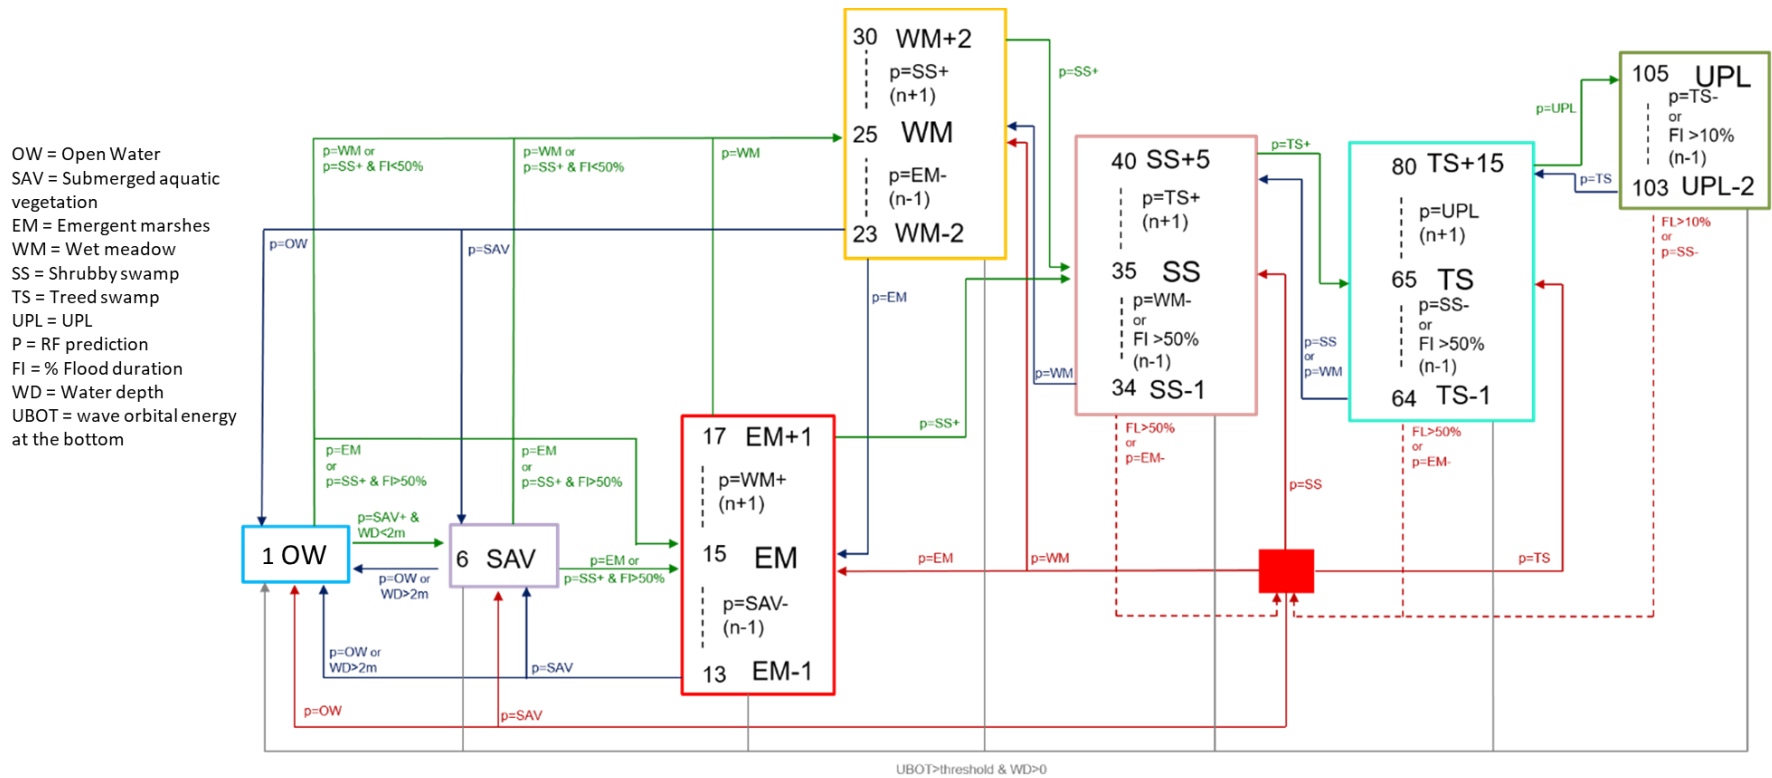 OW = Open Water
SAV = Submerged aquatic
vegetation
EM = Emergent marshes
WM = Wet meadow
SS = Shrubby swamp
TS = Treed swamp
UPL = UPL
P = RF prediction
FI = % Flood duration
WD = Water depth
UBOT = wave orbital energy
at the bottom
1 OW
p=SAV+ &
WD<2m
p=OW or
WD>2m
6 SAV
p=EM or
p=SS+ & FI>50%
p=WM or
p=SS+ & FI<50%
p=WM or
p=SS+ & FI<50%
p=WM
p=OW
p=SAV
p=EM
or
p=SS+ & FI>50%
p=EM
or
p=SS+ & FI>50%
p=OW or
WD>2m
p=SAV
p=OW
p=SAV
17 EM+1
p=WM+
(n+1)
15 EM
p=SAV-
(n-1)
13 EM-1
30 WM+2
p=SS+
(n+1)
25 WM
p=EM-
(n-1)
23 WM-2
p=EM
p=SS+
p=SS+
p=WM
p=EM
p=WM
40 SS+5
p=TS+
(n+1)
35 SS
p=WM-
or
FI >50%
(n-1)
34 SS-1
FL>50%
or
p=EM-
p=TS+
p=SS
or
p=WM
p=SS
p=TS
80 TS+15
p=UPL
(n+1)
65 TS
p=SS-
or
FI >50%
(n-1)
64 TS-1
FL>50%
or
p=EM-
p=UPL
p=TS
105 UPL
p=TS-
or
FI >10%
(n-1)
103 UPL-2
FL>10%
or
p=SS-
UBOT>threshold & WD>0